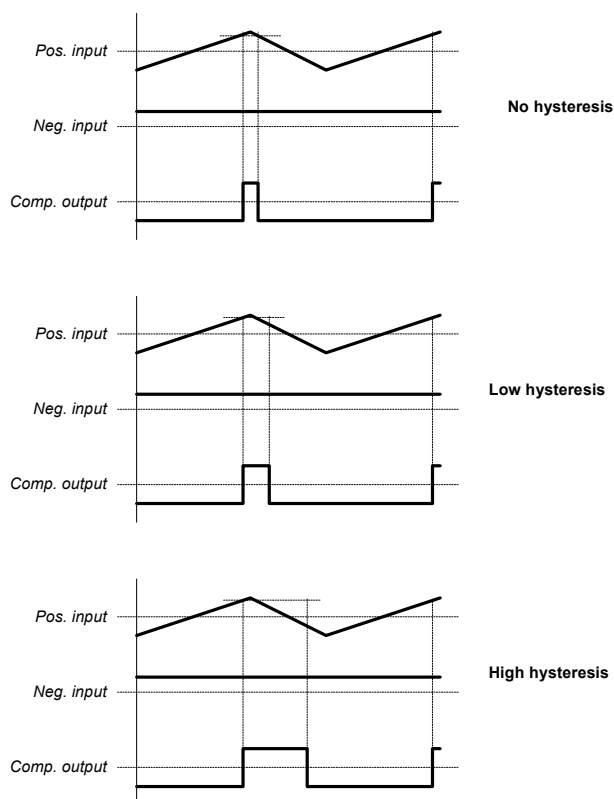 Pos. input
No hysteresis
Neg. input
Comp. output
Pos. input
Low hysteresis
Neg. input
Comp. output
Pos. input
High hysteresis
Neg. input
Comp. output